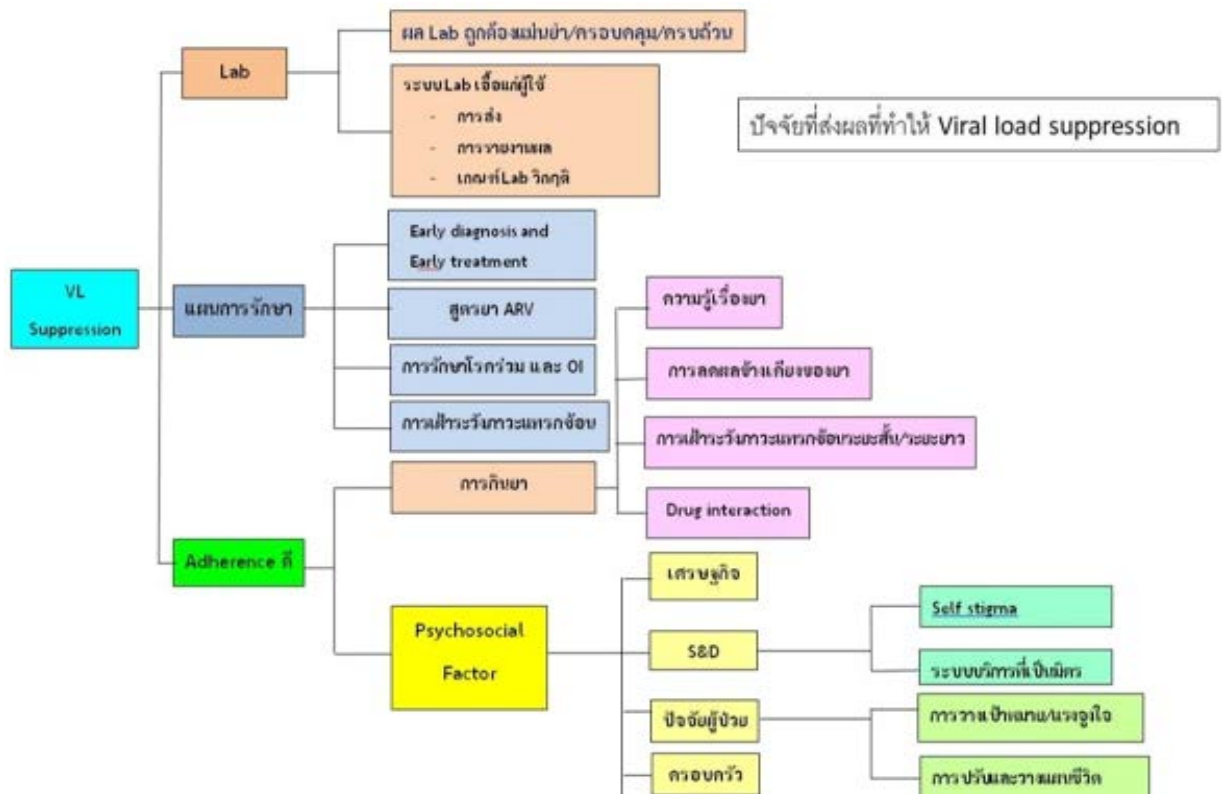 ปัจจัยที่ส่งผลที่ทำให้ Viral load suppression
VL
Suppression
Lab
ผล Lab ถูกต้องแม่นยำ/ครอบคลุม/ครบถ้วน
ระบบ Lab เอื้อแก่ผู้ใช้
- การส่ง
- การรายงานผล
- เกณฑ์ Lab วิกฤติ
แผนการรักษา
Early diagnosis and
Early treatment
สูตรยา ARV
การรักษาโรคร่วม และ OI
การเฝ้าระวังภาวะแทรกซ้อน
Adherence ดี
การกินยา
ความรู้เรื่องยา
การลดผลข้างเคียงของยา
การเฝ้าระวังภาวะแทรกซ้อนระยะสั้น/ระยะยาว
Drug interaction
Psychosocial
Factor
เศรษฐกิจ
S&D
Self stigma
ระบบบริการที่เป็นมิตร
ปัจจัยผู้ป่วย
การวางเป้าหมาย/แรงจูงใจ
การปรับและวางแผนชีวิต
ครอบครัว